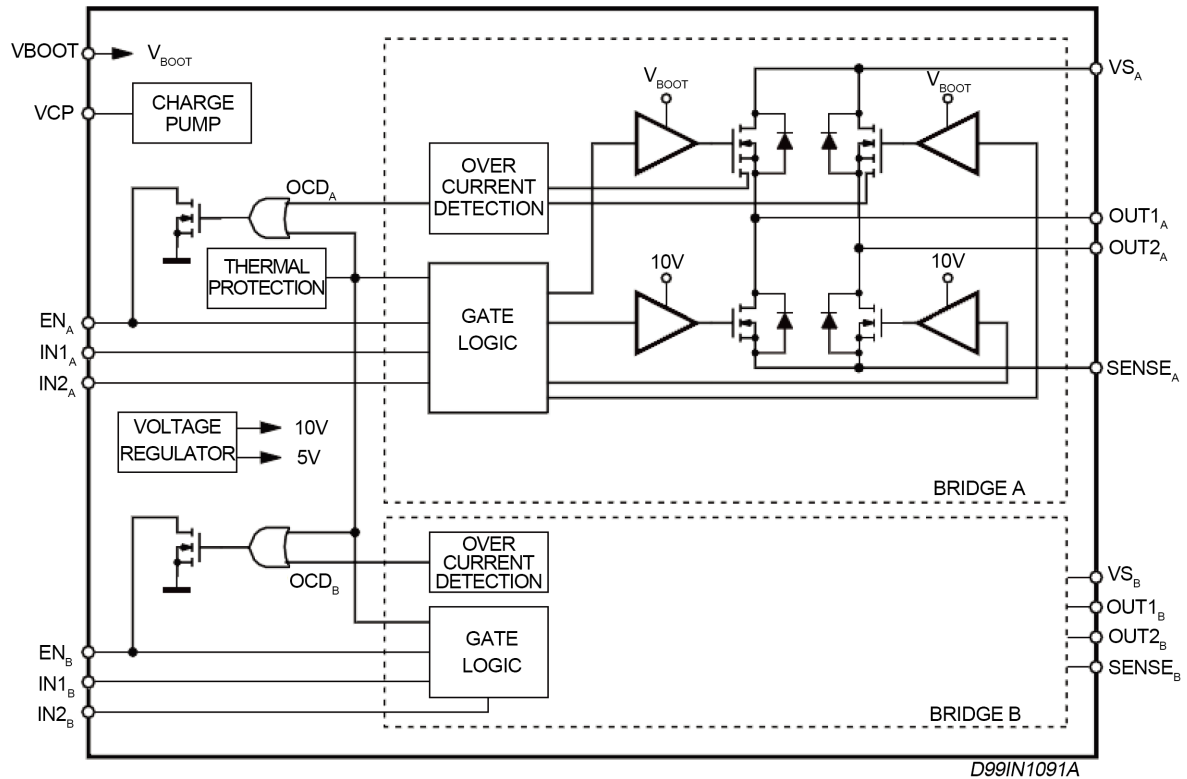 VBOOT
VBOOT
VCP
CHARGE
PUMP
VBOOT
VBOOT
VSA
OVER
CURRENT
DETECTION
OCDA
OUT1A
OUT2A
THERMAL
PROTECTION
10V
10V
ENA
IN1A
IN2A
GATE
LOGIC
SENSEA
VOLTAGE
REGULATOR
10V
5V
BRIDGE A
OVER
CURRENT
DETECTION
OCDB
VSB
OUT1B
OUT2B
SENSEB
GATE
LOGIC
ENB
IN1B
IN2B
BRIDGE B
D99IN1091A